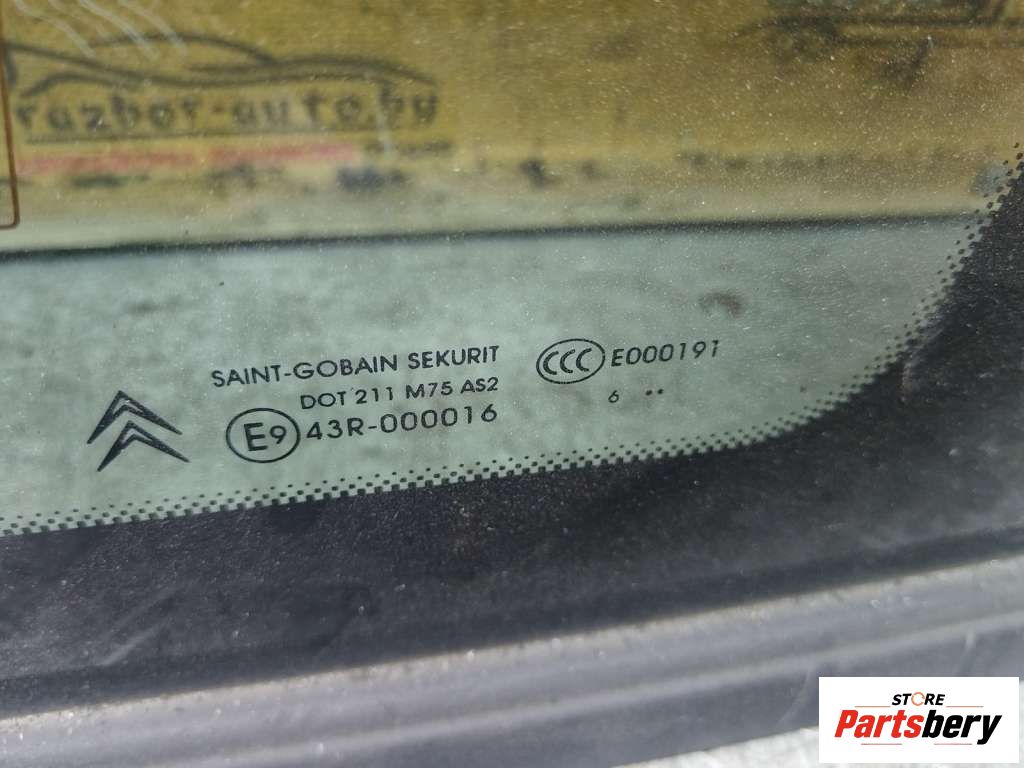 razbor-auto.by
SAINT-GOBAIN SEKURIT
DOT 211 M75 AS2
E9 43R-000016
CCC E000191
6 ..
STORE
Partsbery